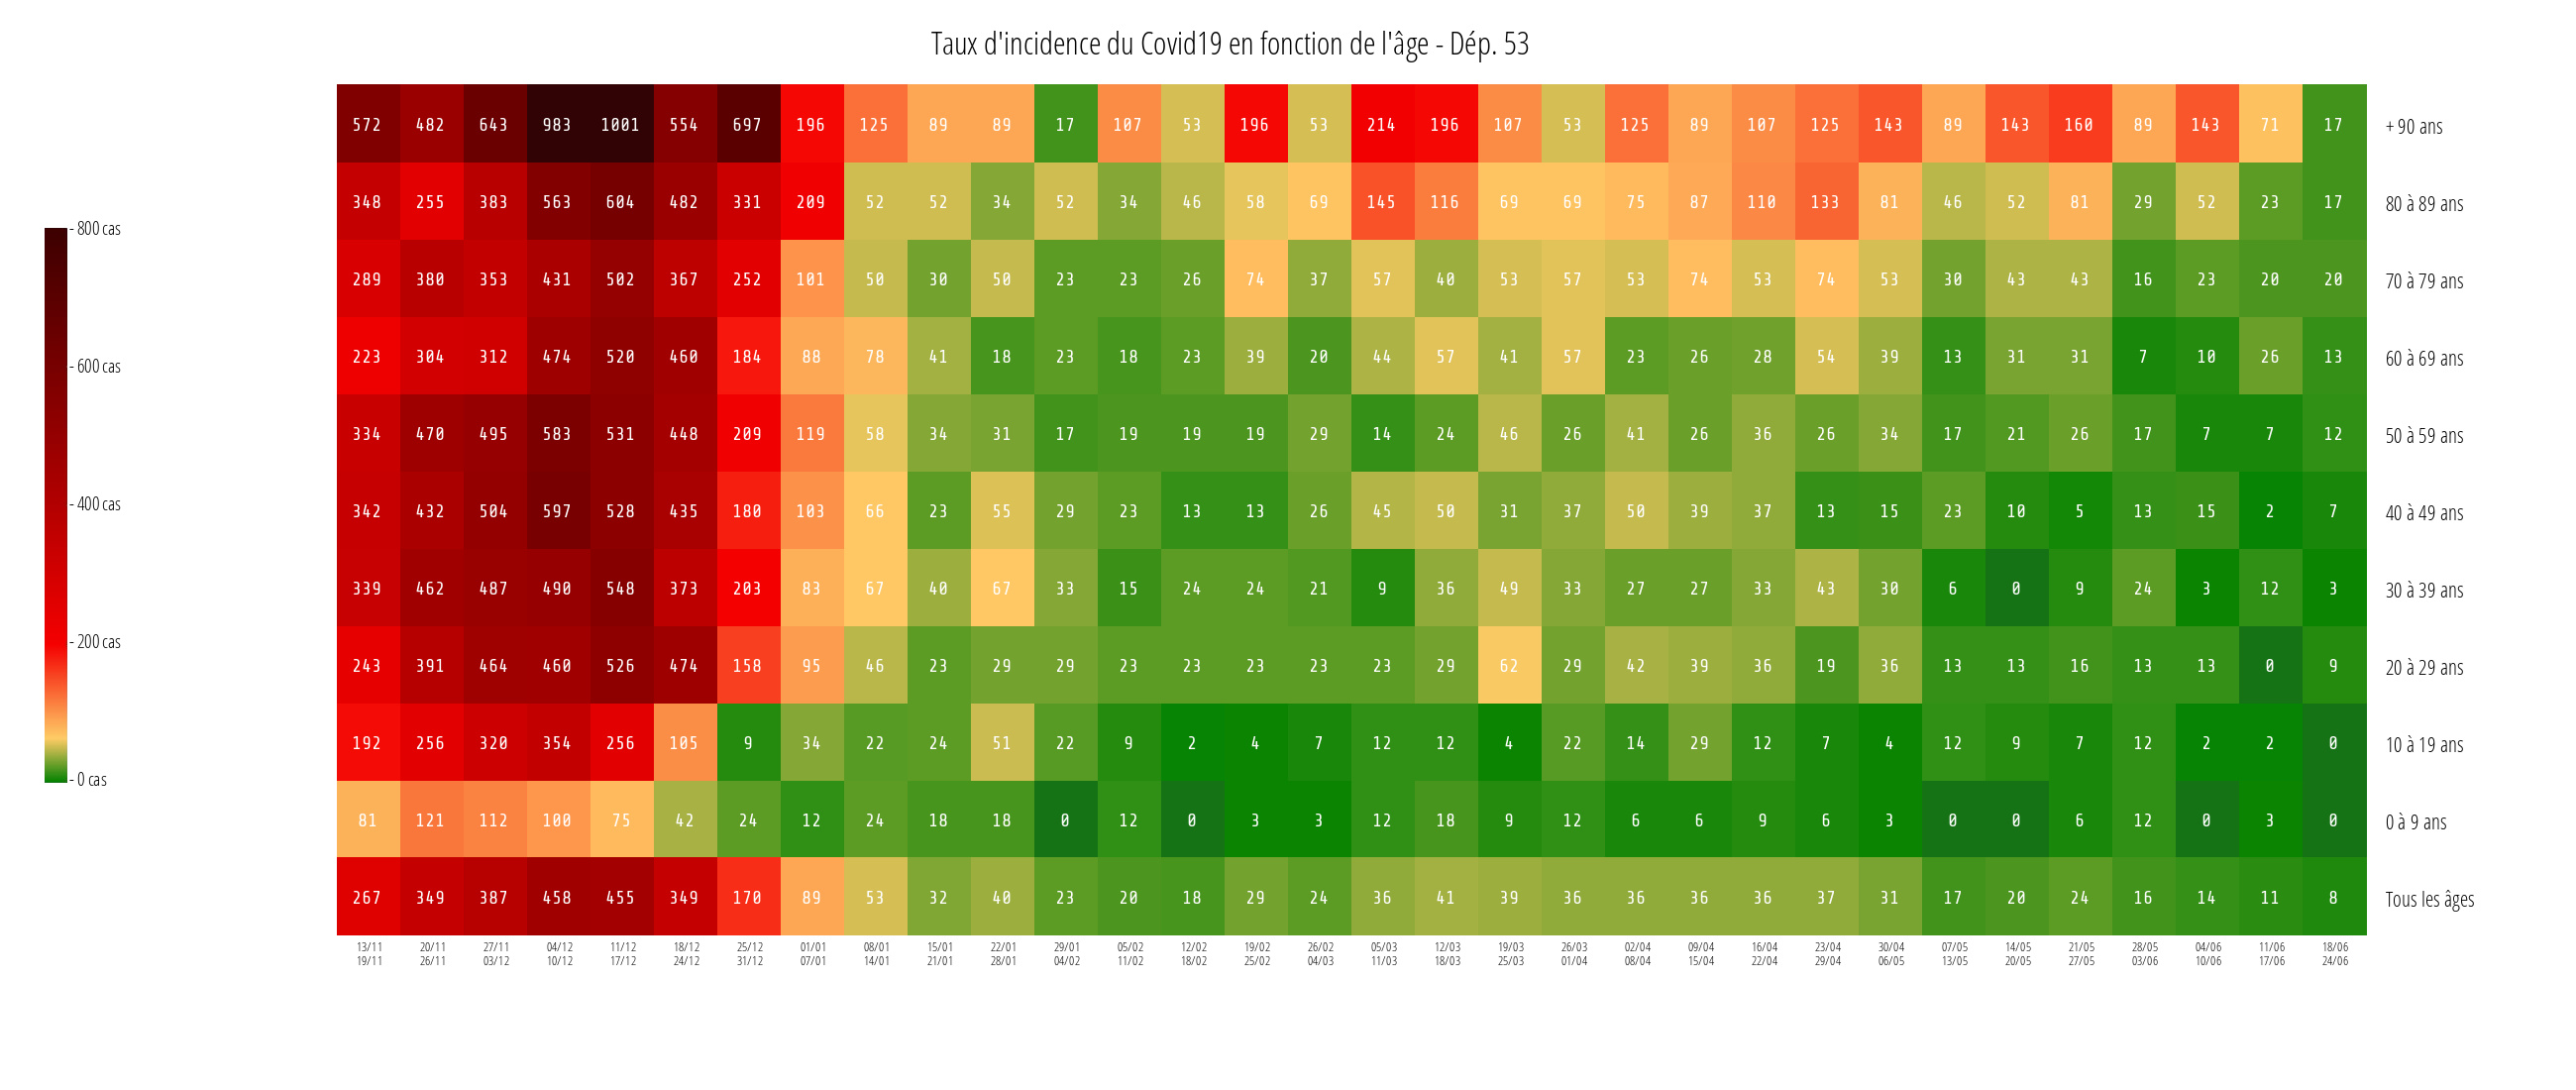 Taux d'incidence du Covid19 en fonction de l'âge - Dép. 53
- 800 cas
- 600 cas
- 400 cas
- 200 cas
- 0 cas
572 482 643 983 1001 554 697 196 125 89 89 17 107 53 196 53 214 196 107 53 125 89 107 125 143 89 143 160 89 143 71 17 + 90 ans
348 255 383 563 604 482 331 209 52 52 34 52 34 46 58 69 145 116 69 69 75 87 110 133 81 46 52 81 29 52 23 17 80 à 89 ans
289 380 353 431 502 367 252 101 50 30 50 23 23 26 74 37 57 40 53 57 53 74 53 74 53 30 43 43 16 23 20 20 70 à 79 ans
223 304 312 474 520 460 184 88 78 41 18 23 18 23 39 20 44 57 41 57 23 26 28 54 39 13 31 31 7 10 26 13 60 à 69 ans
334 470 495 583 531 448 209 119 58 34 31 17 19 19 19 29 14 24 46 26 41 26 36 26 34 17 21 26 17 7 7 12 50 à 59 ans
342 432 504 597 528 435 180 103 66 23 55 29 23 13 13 26 45 50 31 37 50 39 37 13 15 23 10 5 13 15 2 7 40 à 49 ans
339 462 487 490 548 373 203 83 67 40 67 33 15 24 24 21 9 36 49 33 27 27 33 43 30 6 0 9 24 3 12 3 30 à 39 ans
243 391 464 460 526 474 158 95 46 23 29 29 23 23 23 23 23 29 62 29 42 39 36 19 36 13 13 16 13 13 0 9 20 à 29 ans
192 256 320 354 256 105 9 34 22 24 51 22 9 2 4 7 12 12 4 22 14 29 12 7 4 12 9 7 12 2 2 0 10 à 19 ans
81 121 112 100 75 42 24 12 24 18 18 0 12 0 3 3 12 18 9 12 6 6 9 6 3 0 0 6 12 0 3 0 0 à 9 ans
267 349 387 458 455 349 170 89 53 32 40 23 20 18 29 24 36 41 39 36 36 36 36 37 31 17 20 24 16 14 11 8 Tous les âges
13/11 20/11 27/11 04/12 11/12 18/12 25/12 01/01 08/01 15/01 22/01 29/01 05/02 12/02 19/02 26/02 05/03 12/03 19/03 26/03 02/04 09/04 16/04 23/04 30/04 07/05 14/05 21/05 28/05 04/06 11/06 18/06
19/11 26/11 03/12 10/12 17/12 24/12 31/12 07/01 14/01 21/01 28/01 04/02 11/02 18/02 25/02 04/03 11/03 18/03 25/03 01/04 08/04 15/04 22/04 29/04 06/05 13/05 20/05 27/05 03/06 10/06 17/06 24/06